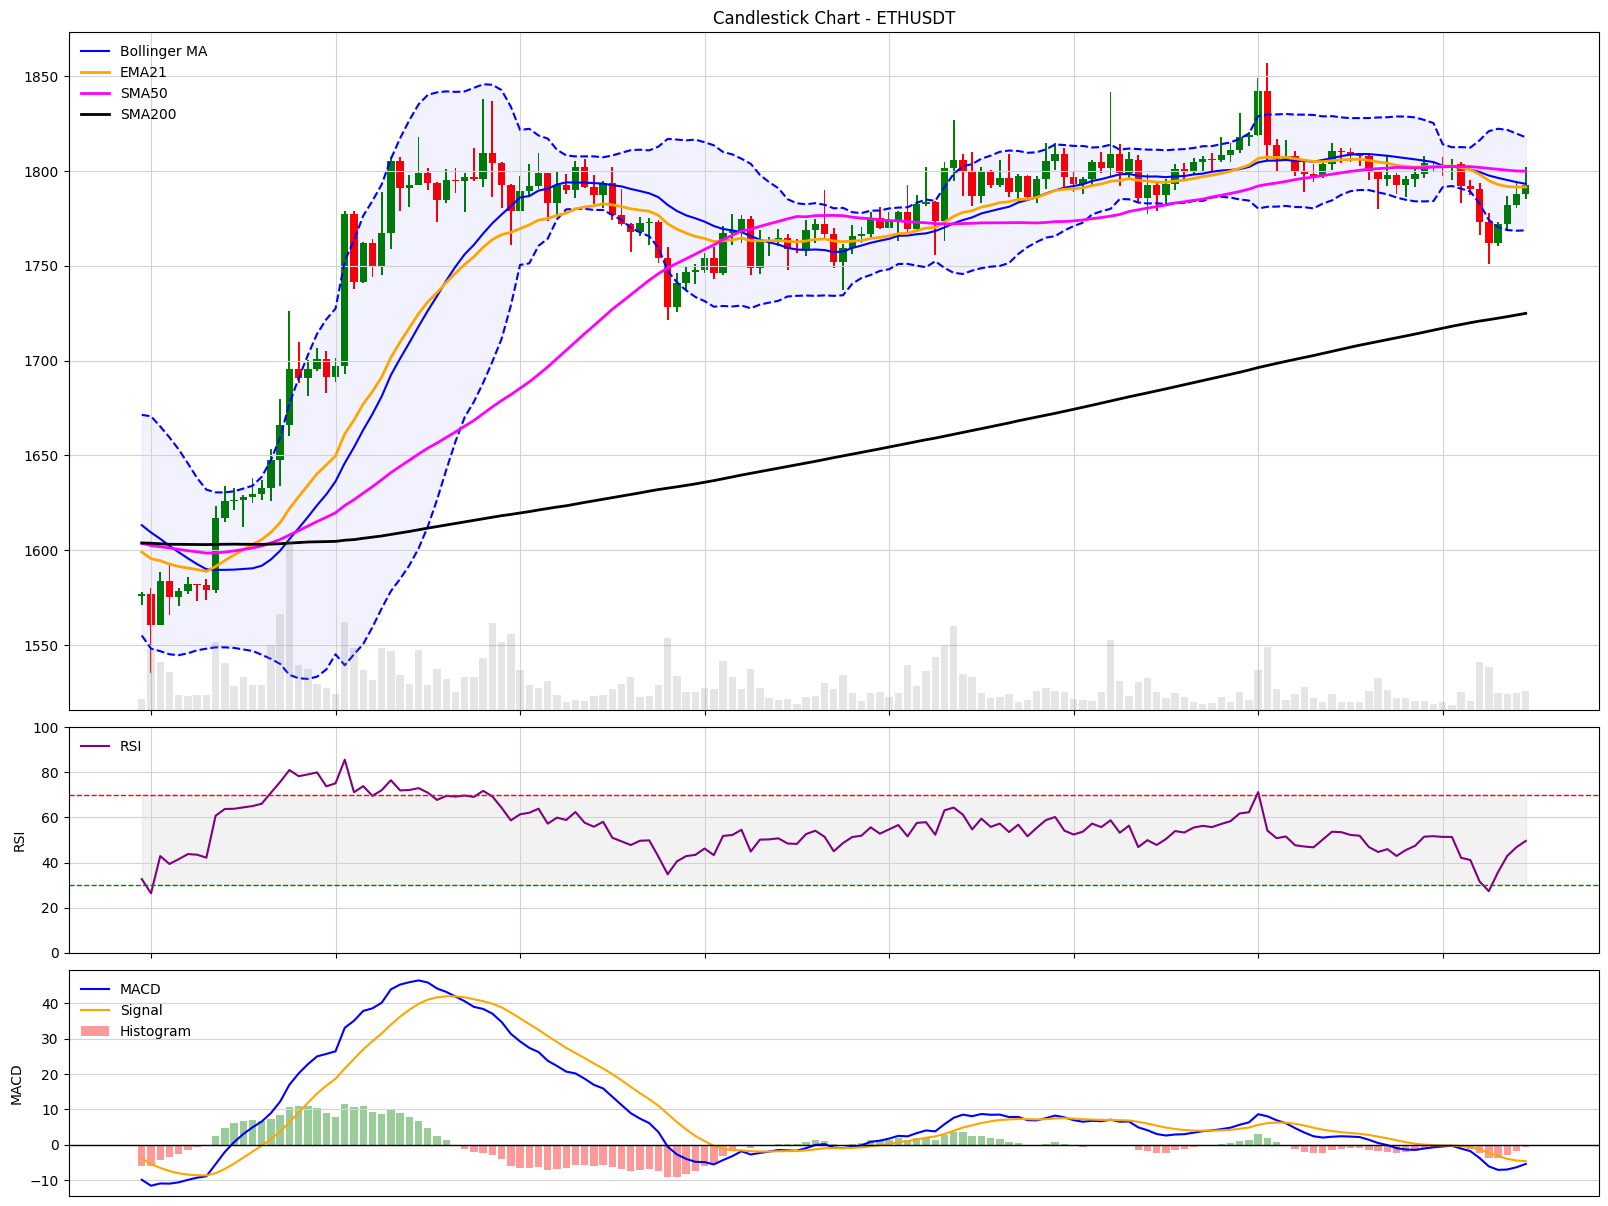 Candlestick Chart - ETHUSDT
Bollinger MA
EMA21
SMA50
SMA200
1850
1800
1750
1700
1650
1600
1550
RSI
100
80
60
40
20
0
RSI
MACD
Signal
Histogram
40
30
20
10
0
−10
MACD